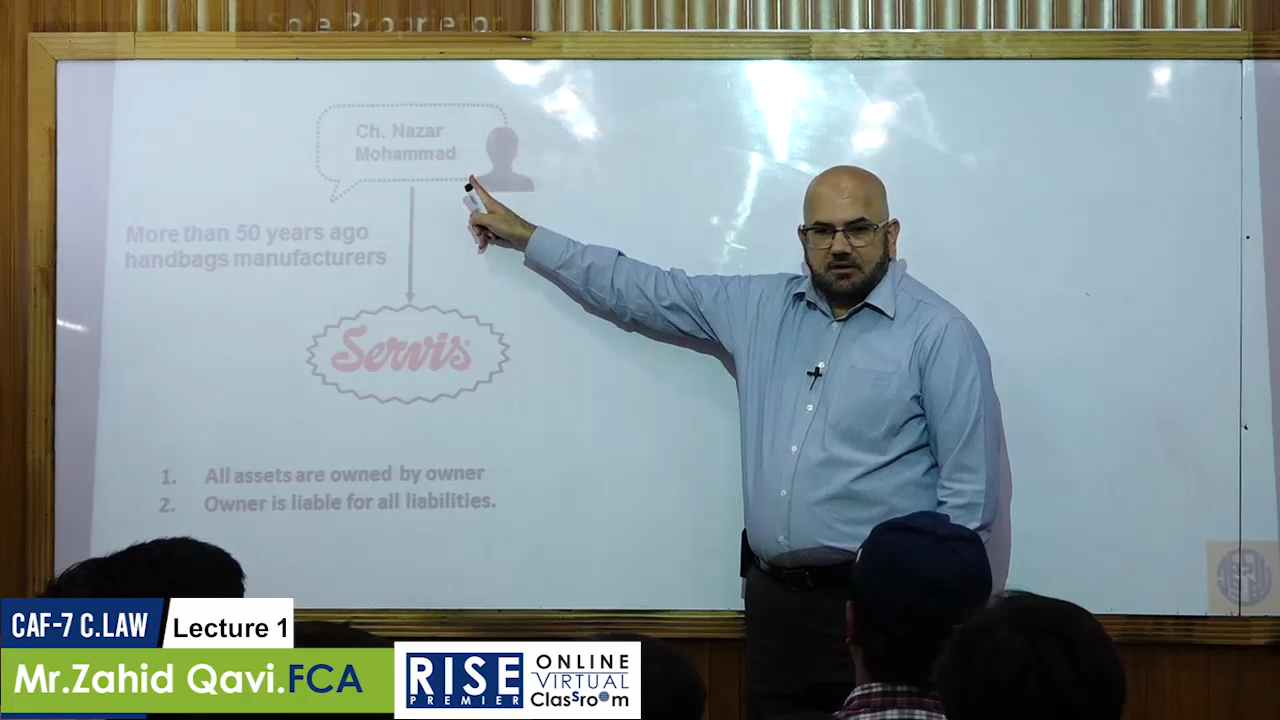 Sole Proprietor
Ch. Nazar
Mohammad
More than 50 years ago
handbags manufacturers
Servis
1. All assets are owned by owner
2. Owner is liable for all liabilities.
CAF-7 C.LAW
Lecture 1
Mr.Zahid Qavi.FCA
RISE
PREMIER
ONLINE
VIRTUAL
Classroom